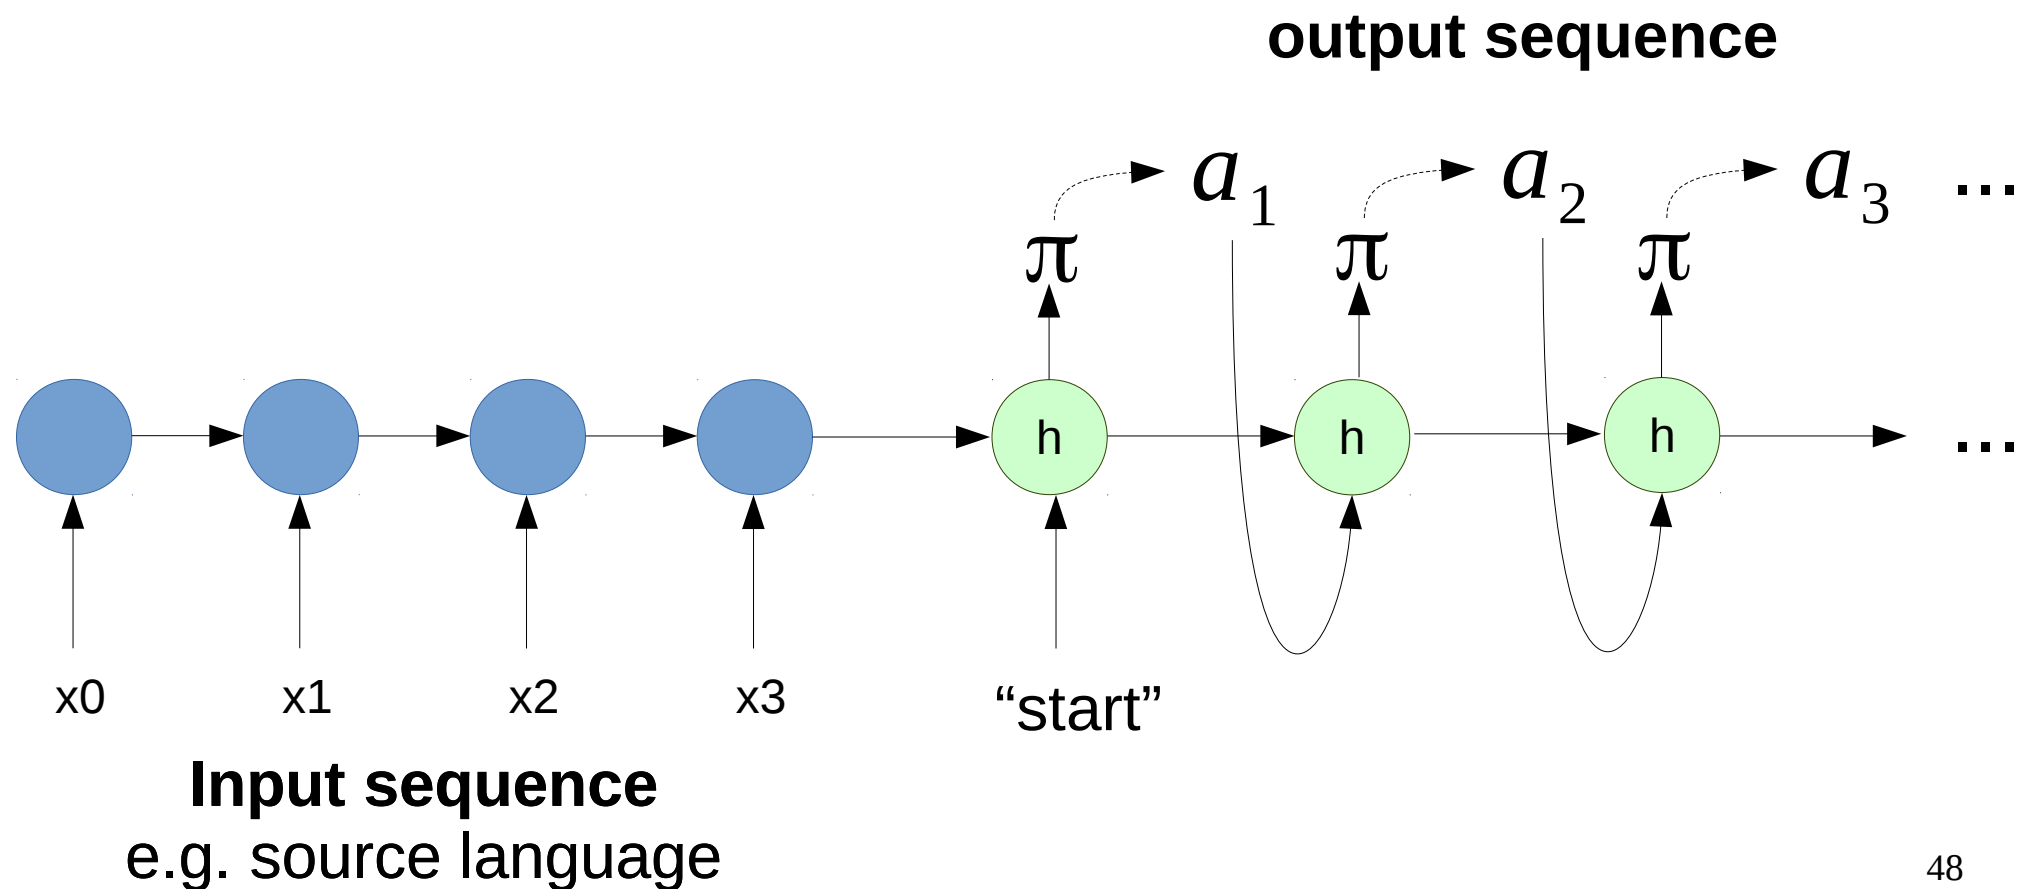 output sequence
a1 a2 a3 ...
π π π
h h h ...
x0 x1 x2 x3 “start”
Input sequence
e.g. source language
48